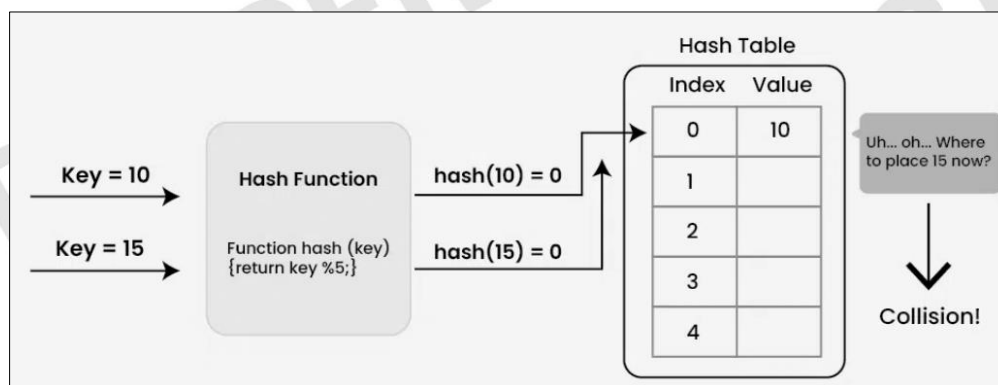 Hash Table
Index Value
0 10
1
2
3
4
Key = 10
Key = 15
Hash Function
Function hash (key)
{return key %5;}
hash(10) = 0
hash(15) = 0
Uh... oh... Where
to place 15 now?
Collision!